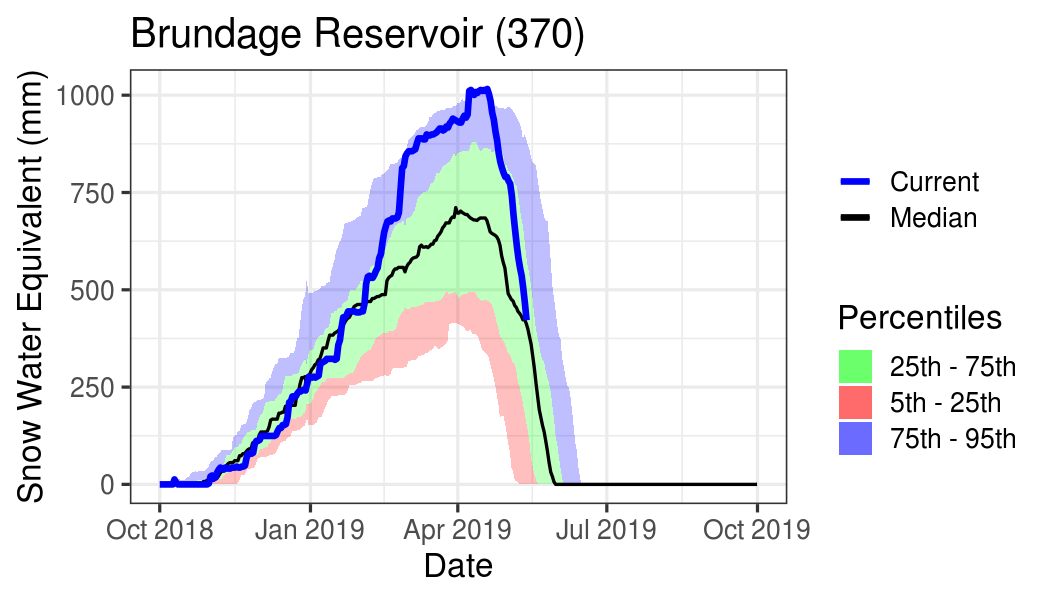 Brundage Reservoir (370)
Snow Water Equivalent (mm)
1000
750
500
250
0
Oct 2018
Jan 2019
Apr 2019
Jul 2019
Oct 2019
Date
Current
Median
Percentiles
25th - 75th
5th - 25th
75th - 95th